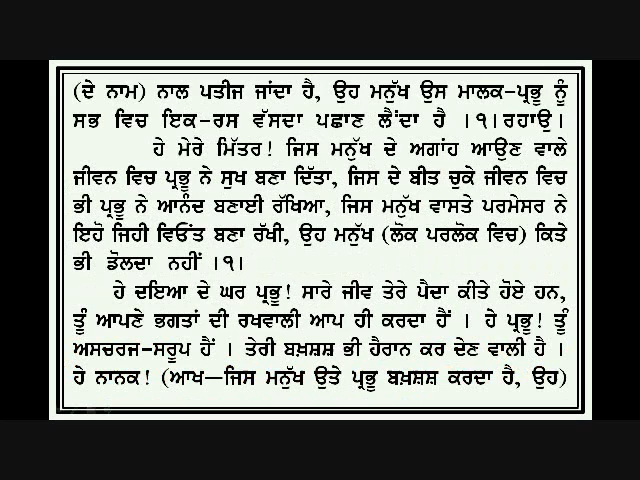 (ਦੇ ਨਾਮ) ਨਾਲ ਪਤੀਜ ਜਾਂਦਾ ਹੈ, ਉਹ ਮਨੁੱਖ ਉਸ ਮਾਲਕ-ਪ੍ਰਭੂ ਨੂੰ
ਸਭ ਵਿਚ ਇਕ-ਰਸ ਵੱਸਦਾ ਪਛਾਣ ਲੈਂਦਾ ਹੈ ।੧।ਰਹਾਉ।
ਹੇ ਮੇਰੇ ਮਿੱਤਰ! ਜਿਸ ਮਨੁੱਖ ਦੇ ਅਗਾਂਹ ਆਉਣ ਵਾਲੇ
ਜੀਵਨ ਵਿਚ ਪ੍ਰਭੂ ਨੇ ਸੁਖ ਬਣਾ ਦਿੱਤਾ, ਜਿਸ ਦੇ ਬੀਤ ਚੁਕੇ ਜੀਵਨ ਵਿਚ
ਭੀ ਪ੍ਰਭੂ ਨੇ ਆਨੰਦ ਬਣਾਈ ਰੱਖਿਆ, ਜਿਸ ਮਨੁੱਖ ਵਾਸਤੇ ਪਰਮੇਸਰ ਨੇ
ਇਹੋ ਜਿਹੀ ਵਿਓਂਤ ਬਣਾ ਰੱਖੀ, ਉਹ ਮਨੁੱਖ (ਲੋਕ ਪਰਲੋਕ ਵਿਚ) ਕਿਤੇ
ਭੀ ਡੋਲਦਾ ਨਹੀਂ ।੧।
ਹੇ ਦਇਆ ਦੇ ਘਰ ਪ੍ਰਭੂ! ਸਾਰੇ ਜੀਵ ਤੇਰੇ ਪੈਦਾ ਕੀਤੇ ਹੋਏ ਹਨ,
ਤੂੰ ਆਪਣੇ ਭਗਤਾਂ ਦੀ ਰਖਵਾਲੀ ਆਪ ਹੀ ਕਰਦਾ ਹੈਂ । ਹੇ ਪ੍ਰਭੂ! ਤੂੰ
ਅਸਚਰਜ-ਸਰੂਪ ਹੈਂ । ਤੇਰੀ ਬਖ਼ਸ਼ਸ਼ ਭੀ ਹੈਰਾਨ ਕਰ ਦੇਣ ਵਾਲੀ ਹੈ ।
ਹੇ ਨਾਨਕ! (ਆਖ—ਜਿਸ ਮਨੁੱਖ ਉਤੇ ਪ੍ਰਭੂ ਬਖ਼ਸ਼ਸ਼ ਕਰਦਾ ਹੈ, ਉਹ)